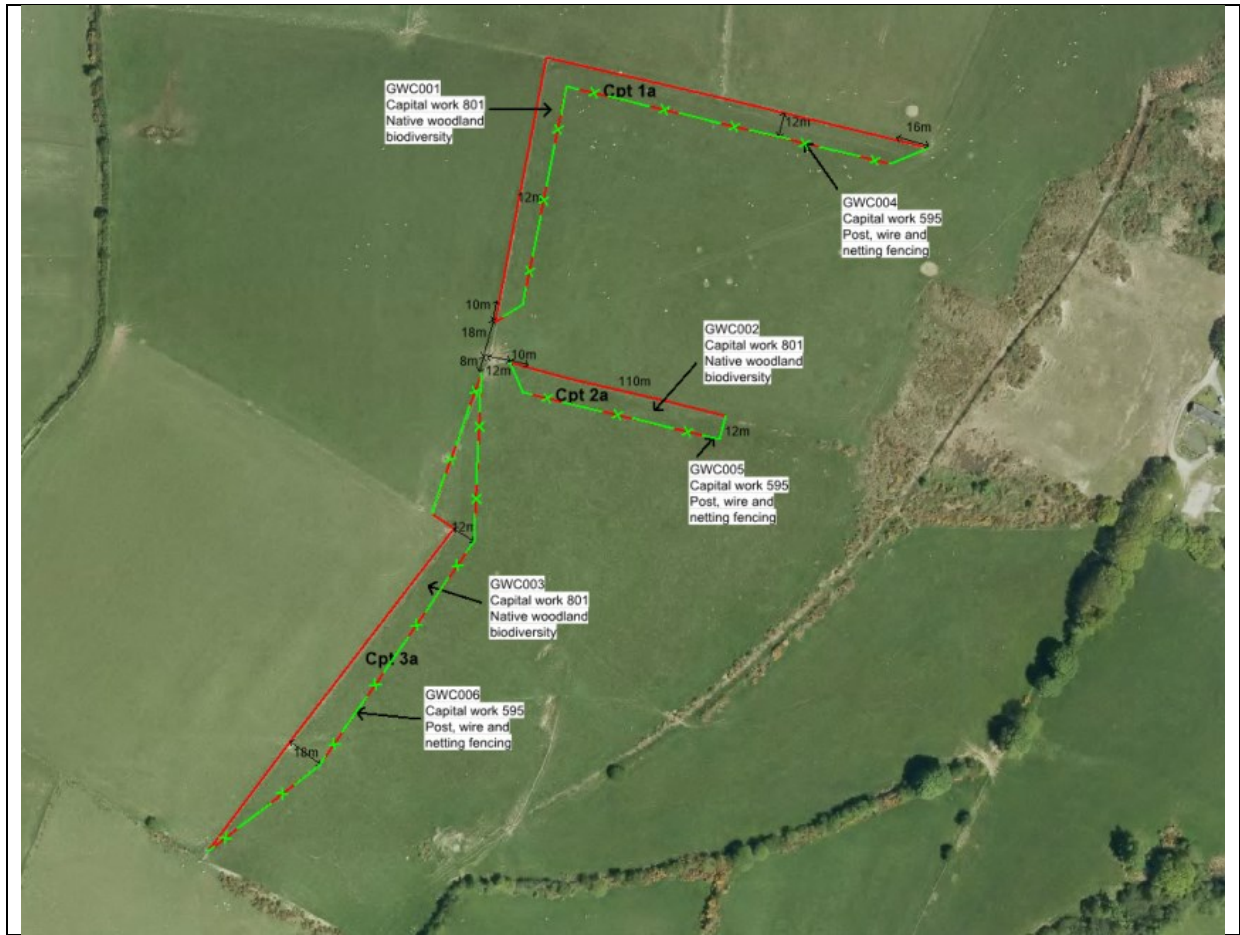 GWC001
Capital work 801
Native woodland
biodiversity
Cpt 1a
12m
16m
12m
GWC004
Capital work 595
Post, wire and
netting fencing
10m
18m
8m
12m
10m
GWC002
Capital work 801
Native woodland
biodiversity
110m
Cpt 2a
12m
GWC005
Capital work 595
Post, wire and
netting fencing
12m
GWC003
Capital work 801
Native woodland
biodiversity
Cpt 3a
GWC006
Capital work 595
Post, wire and
netting fencing
18m